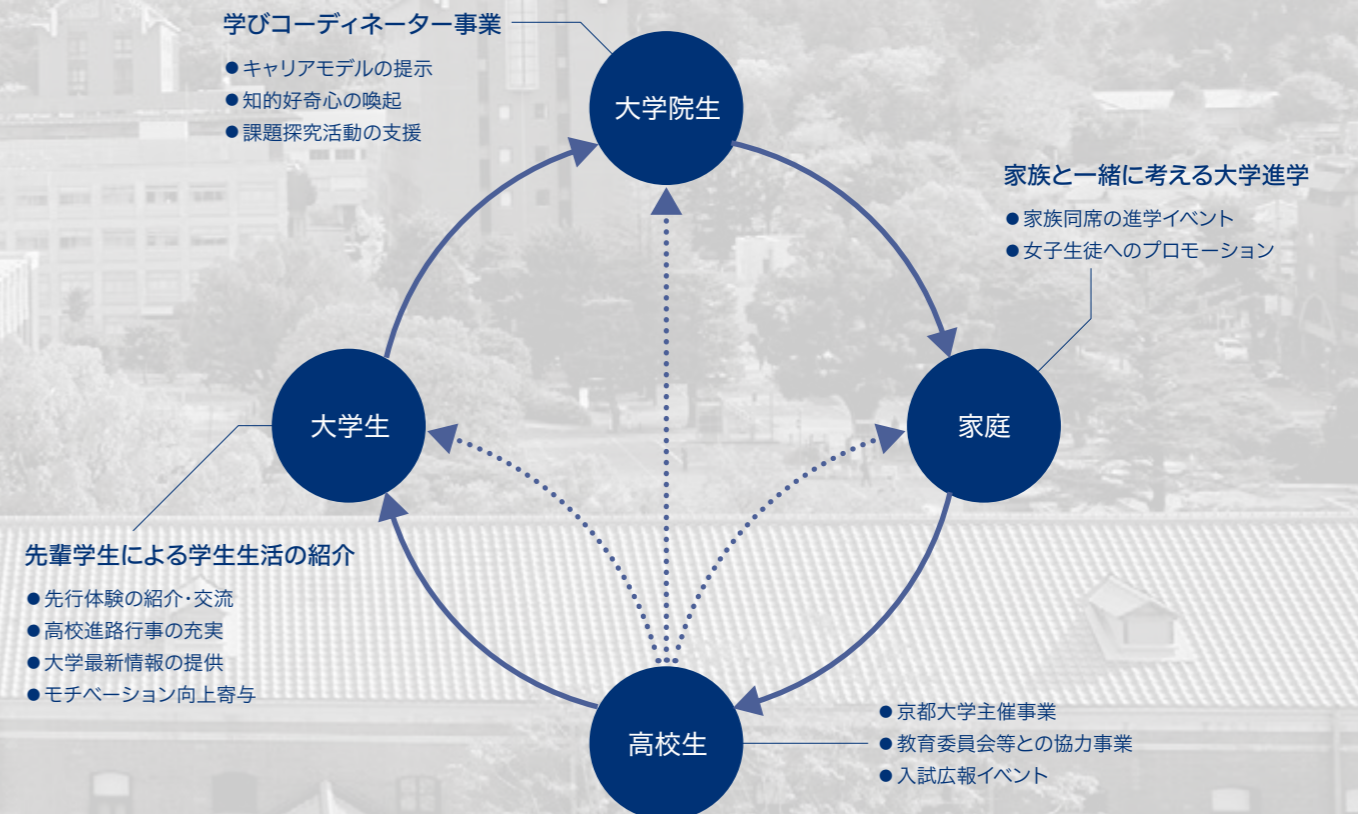 学びコーディネーター事業
●キャリアモデルの提示
●知的好奇心の喚起
●課題探究活動の支援
大学院生
家族と一緒に考える大学進学
●家族同席の進学イベント
●女子生徒へのプロモーション
大学生
家庭
先輩学生による学生生活の紹介
●先行体験の紹介・交流
●高校進路行事の充実
●大学最新情報の提供
●モチベーション向上寄与
高校生
●京都大学主催事業
●教育委員会等との協力事業
●入試広報イベント